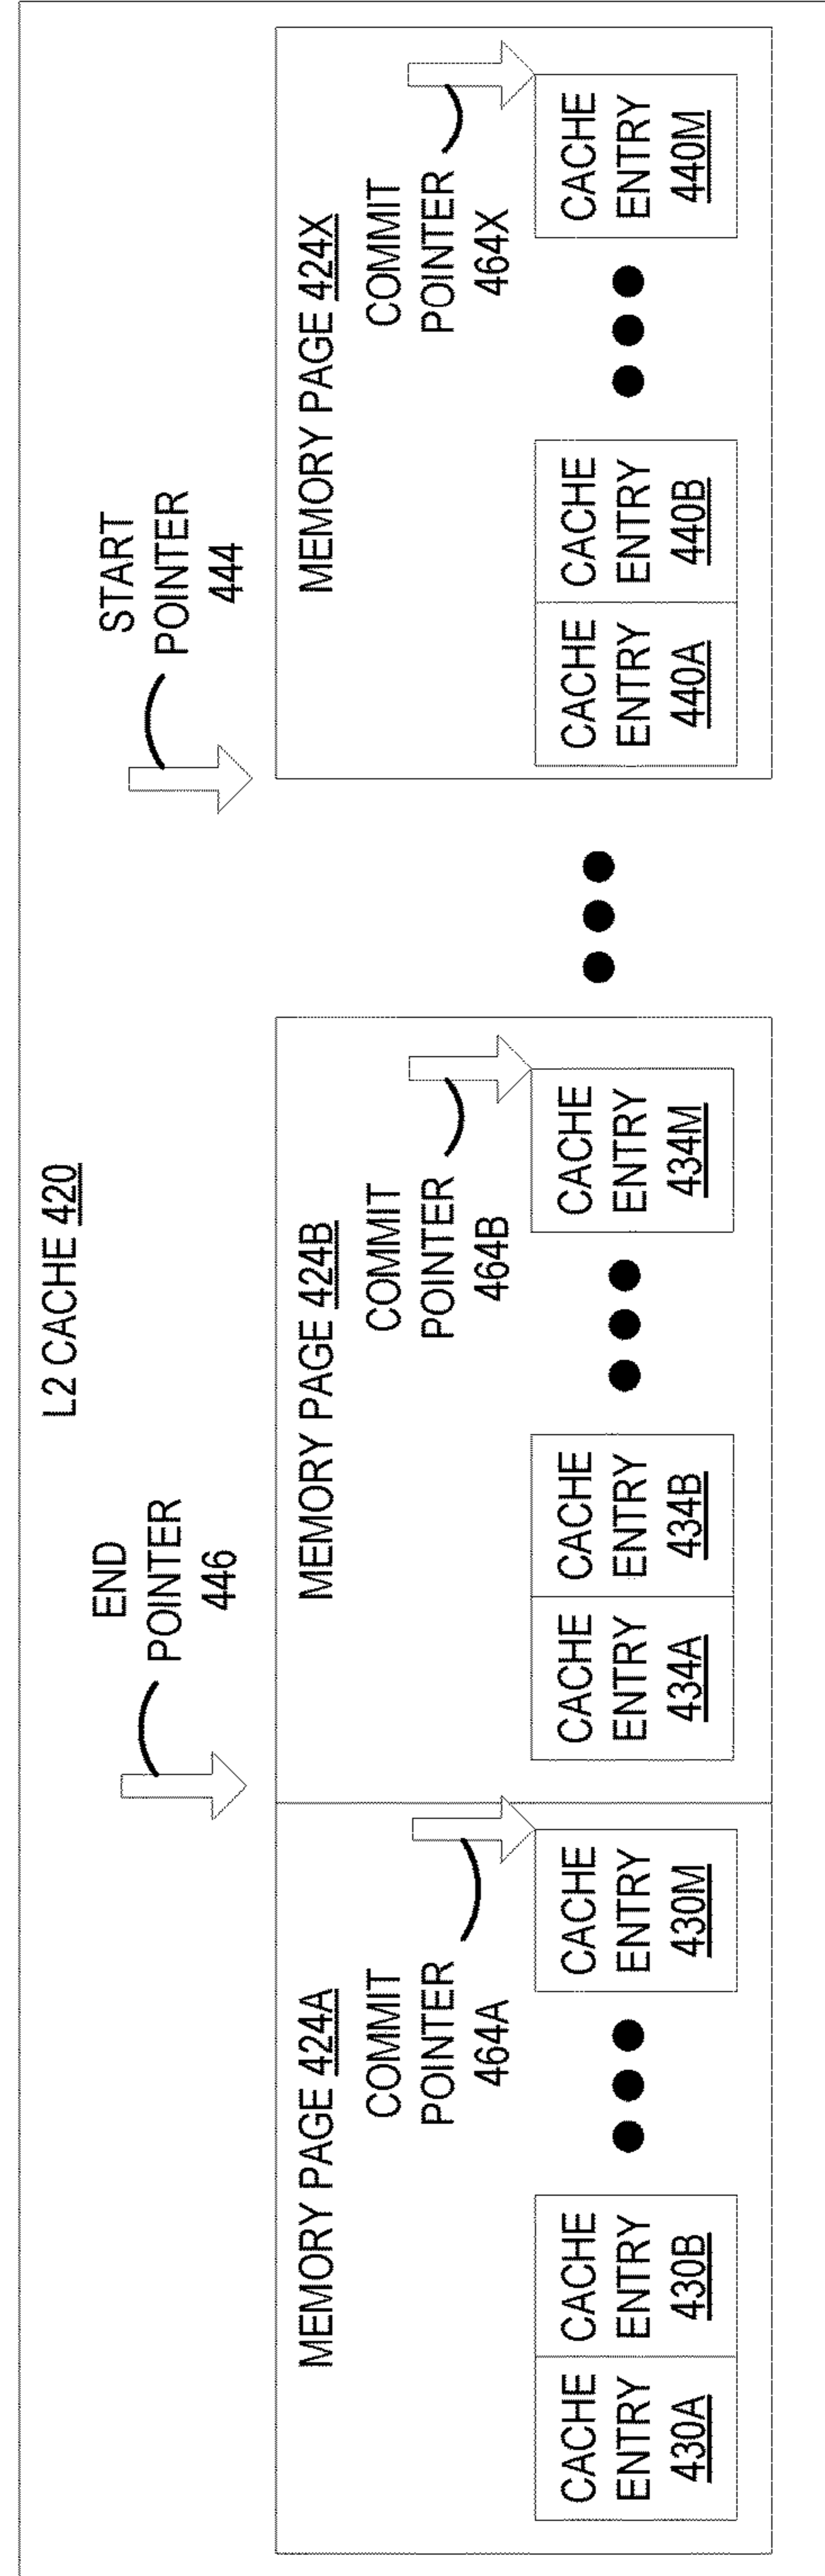 L2 CACHE 420
END
POINTER
446
START
POINTER
444
MEMORY PAGE 424A
COMMIT
POINTER
464A
CACHE
ENTRY
430A
CACHE
ENTRY
430B
CACHE
ENTRY
430M
MEMORY PAGE 424B
COMMIT
POINTER
464B
CACHE
ENTRY
434A
CACHE
ENTRY
434B
CACHE
ENTRY
434M
MEMORY PAGE 424X
COMMIT
POINTER
464X
CACHE
ENTRY
440A
CACHE
ENTRY
440B
CACHE
ENTRY
440M